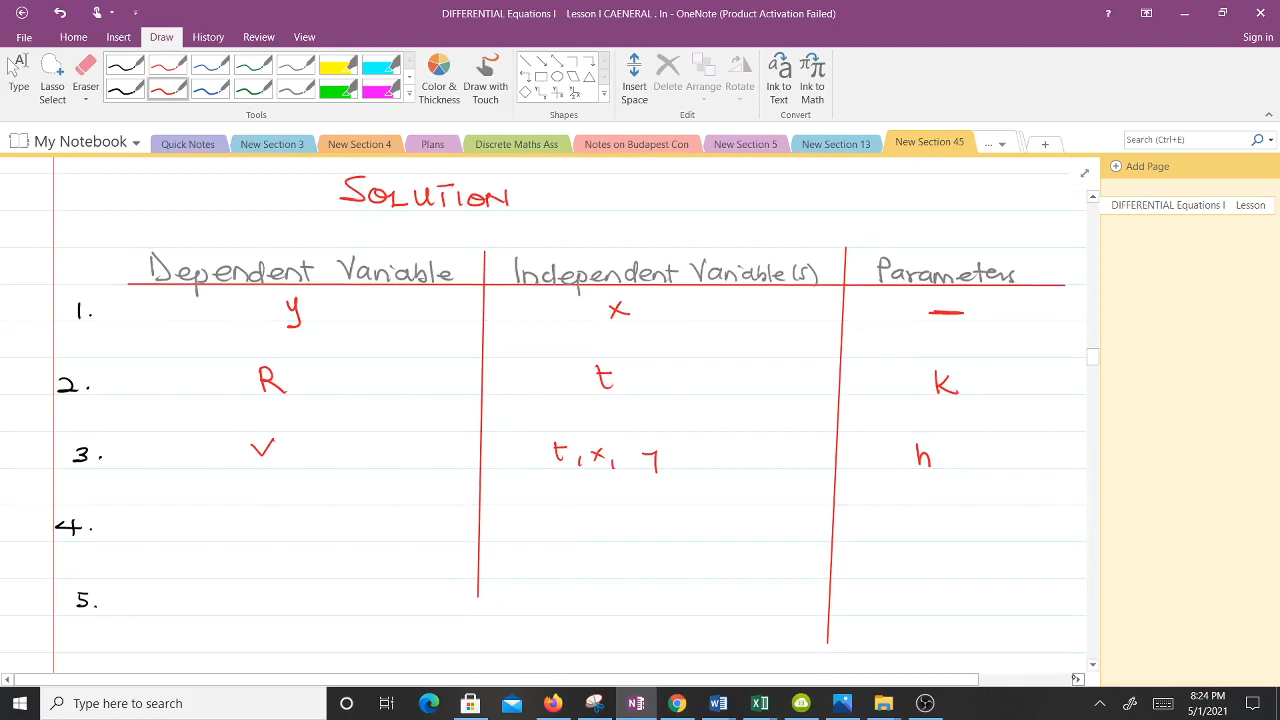 DIFFERENTIAL Equations I Lesson I CAENERAL . In - OneNote (Product Activation Failed)
File Home Insert Draw History Review View Sign in
Type Lasso Select Eraser Color & Thickness Draw with Touch Insert Space Delete Arrange Rotate Ink to Text Ink to Math
Tools Shapes Edit Convert
My Notebook Quick Notes New Section 3 New Section 4 Plans Discrete Maths Ass Notes on Budapest Con New Section 5 New Section 13 New Section 45 ... Search (Ctrl+E)
Add Page
DIFFERENTIAL Equations I Lesson
SOLUTION
Dependent Variable Independent Variable(s) Parameters
1. y x —
2. R t K
3. V t, x, y h
4.
5.
Type here to search
8:24 PM
5/1/2021